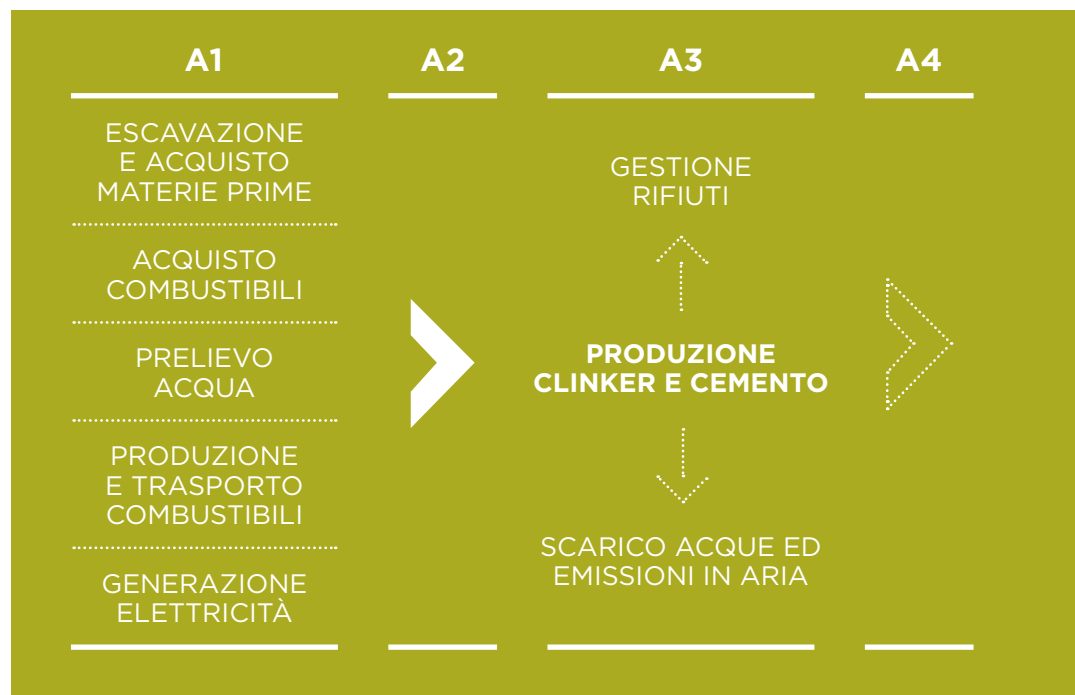 A1
ESCAVAZIONE
E ACQUISTO
MATERIE PRIME
ACQUISTO
COMBUSTIBILI
PRELIEVO
ACQUA
PRODUZIONE
E TRASPORTO
COMBUSTIBILI
GENERAZIONE
ELETTRICITÀ
A2
A3
GESTIONE
RIFIUTI
PRODUZIONE
CLINKER E CEMENTO
SCARICO ACQUE ED
EMISSIONI IN ARIA
A4